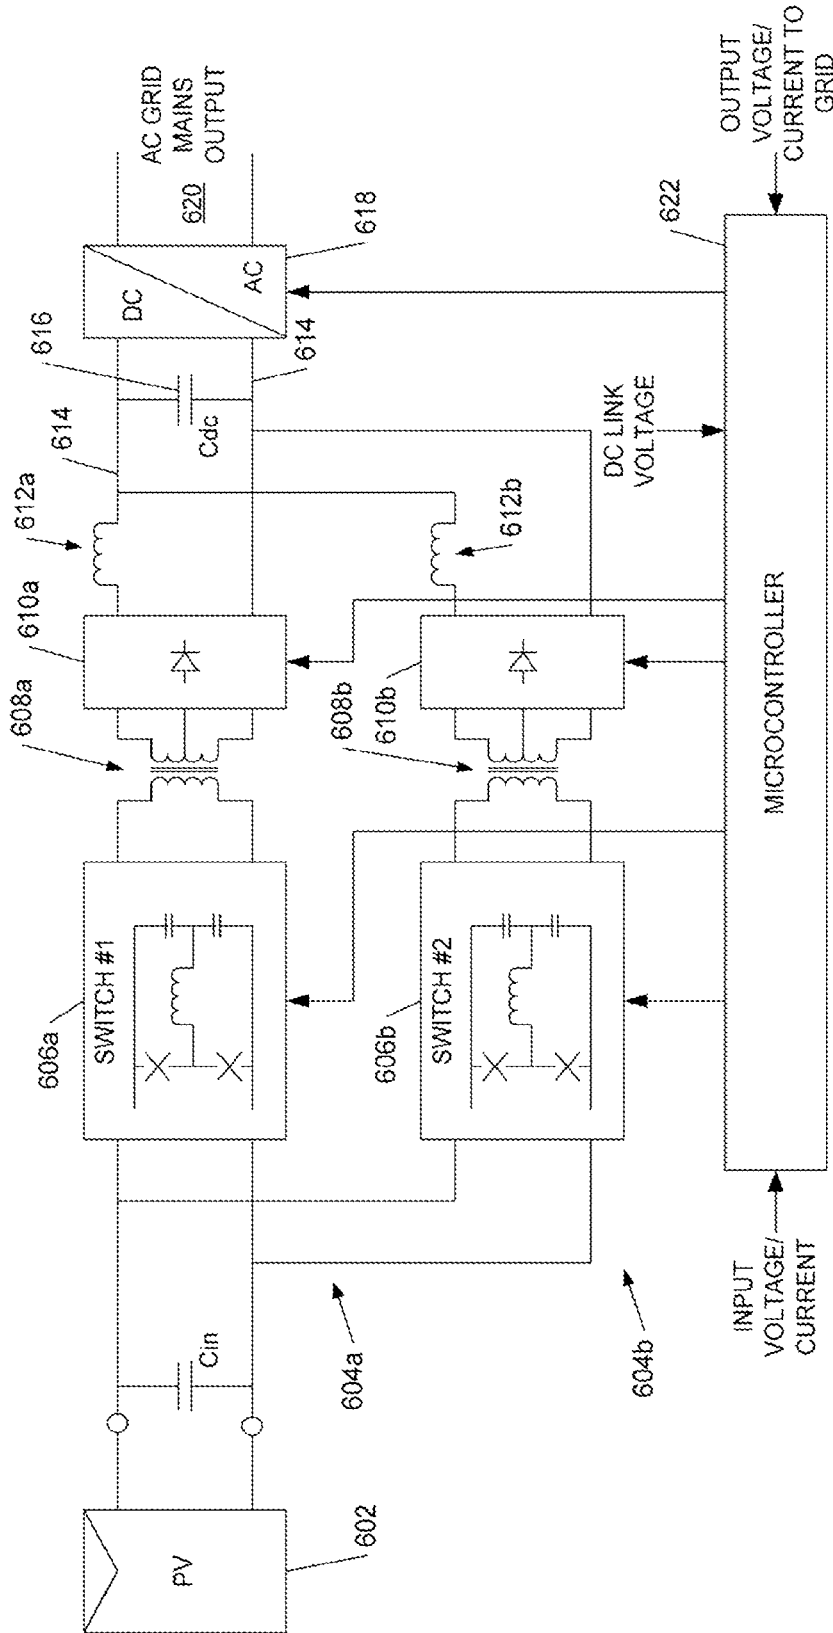 PV
602
Cin
604a
604b
606a
SWITCH #1
606b
SWITCH #2
608a
608b
610a
610b
612a
612b
614
614
616
Cdc
DC
AC
618
AC GRID
MAINS
OUTPUT
620
622
MICROCONTROLLER
INPUT
VOLTAGE/
CURRENT
DC LINK
VOLTAGE
OUTPUT
VOLTAGE/
CURRENT TO
GRID